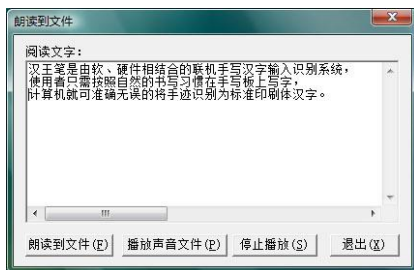 朗读到文件
阅读文字:
汉王笔是由软、硬件相结合的联机手写汉字输入识别系统,
使用者只需按照自然的书写习惯在手写板上写字,
计算机就可准确无误的将手迹识别为标准印刷体汉字。
朗读到文件(F) 播放声音文件(P) 停止播放(S) 退出(X)